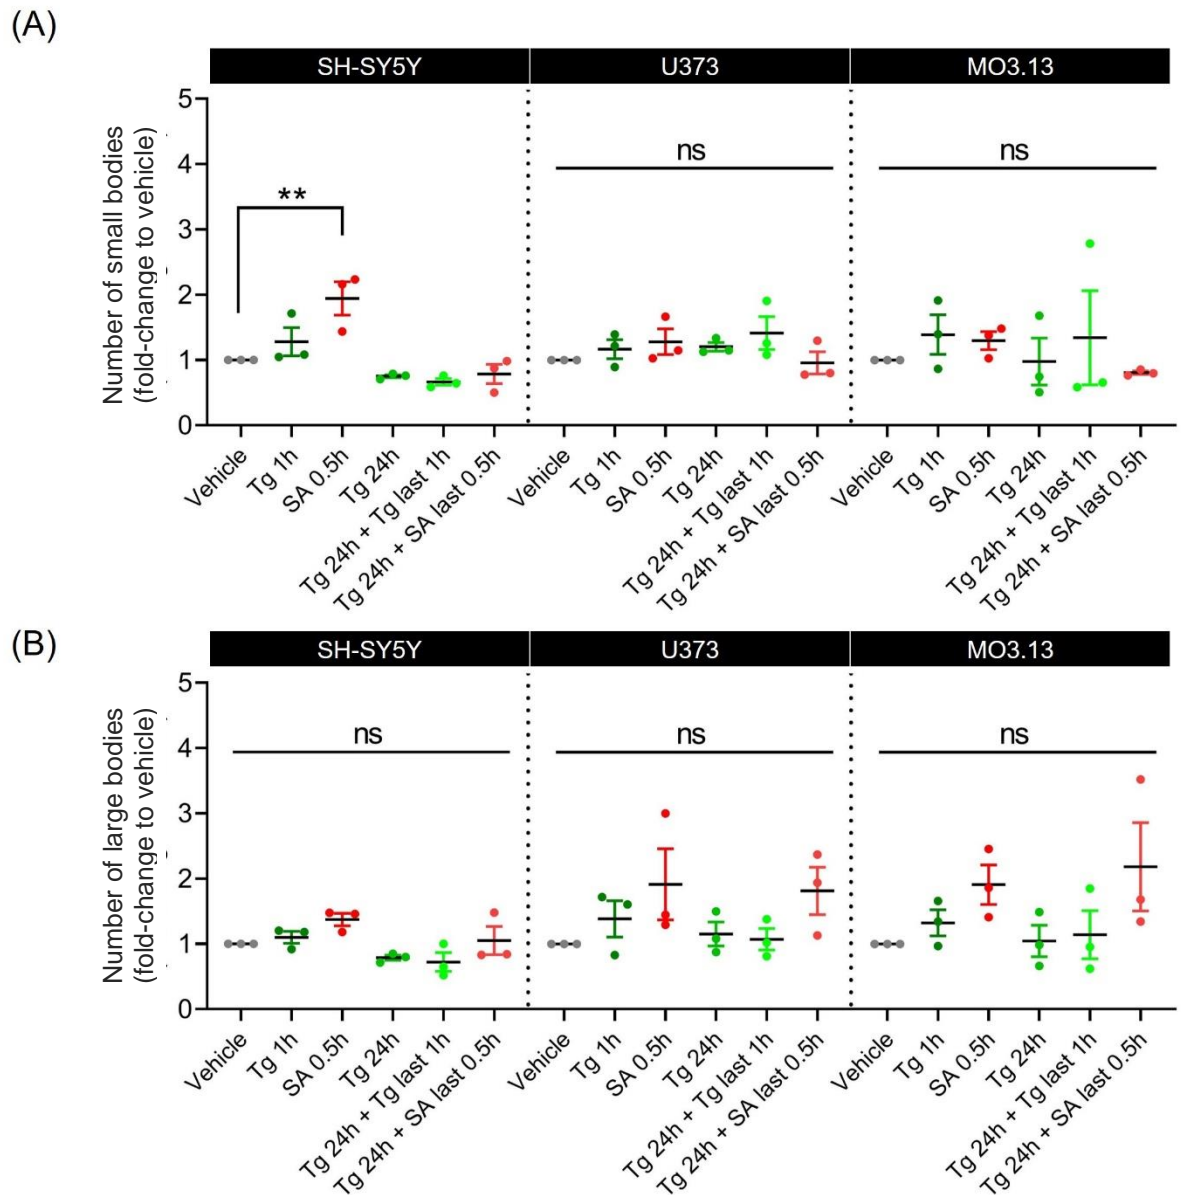 (A)
SH-SY5Y U373 MO3.13
Number of small bodies
(fold-change to vehicle)
5
4
3
2
1
0
**
ns
ns
Vehicle
Tg 1h
SA 0.5h
Tg 24h
Tg 24h + Tg last 1h
Tg 24h + SA last 0.5h
Vehicle
Tg 1h
SA 0.5h
Tg 24h
Tg 24h + Tg last 1h
Tg 24h + SA last 0.5h
Vehicle
Tg 1h
SA 0.5h
Tg 24h
Tg 24h + Tg last 1h
Tg 24h + SA last 0.5h
(B)
SH-SY5Y U373 MO3.13
Number of large bodies
(fold-change to vehicle)
5
4
3
2
1
0
ns
ns
ns
Vehicle
Tg 1h
SA 0.5h
Tg 24h
Tg 24h + Tg last 1h
Tg 24h + SA last 0.5h
Vehicle
Tg 1h
SA 0.5h
Tg 24h
Tg 24h + Tg last 1h
Tg 24h + SA last 0.5h
Vehicle
Tg 1h
SA 0.5h
Tg 24h
Tg 24h + Tg last 1h
Tg 24h + SA last 0.5h